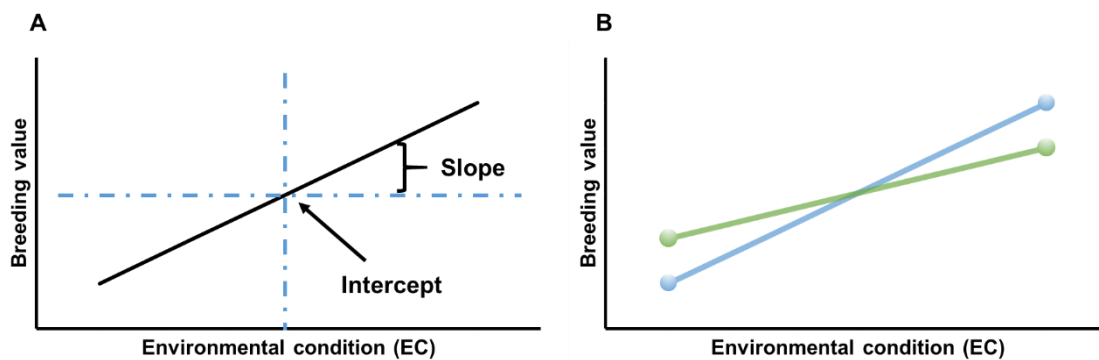 A
Breeding value
Slope
Intercept
Environmental condition (EC)
B
Breeding value
Environmental condition (EC)